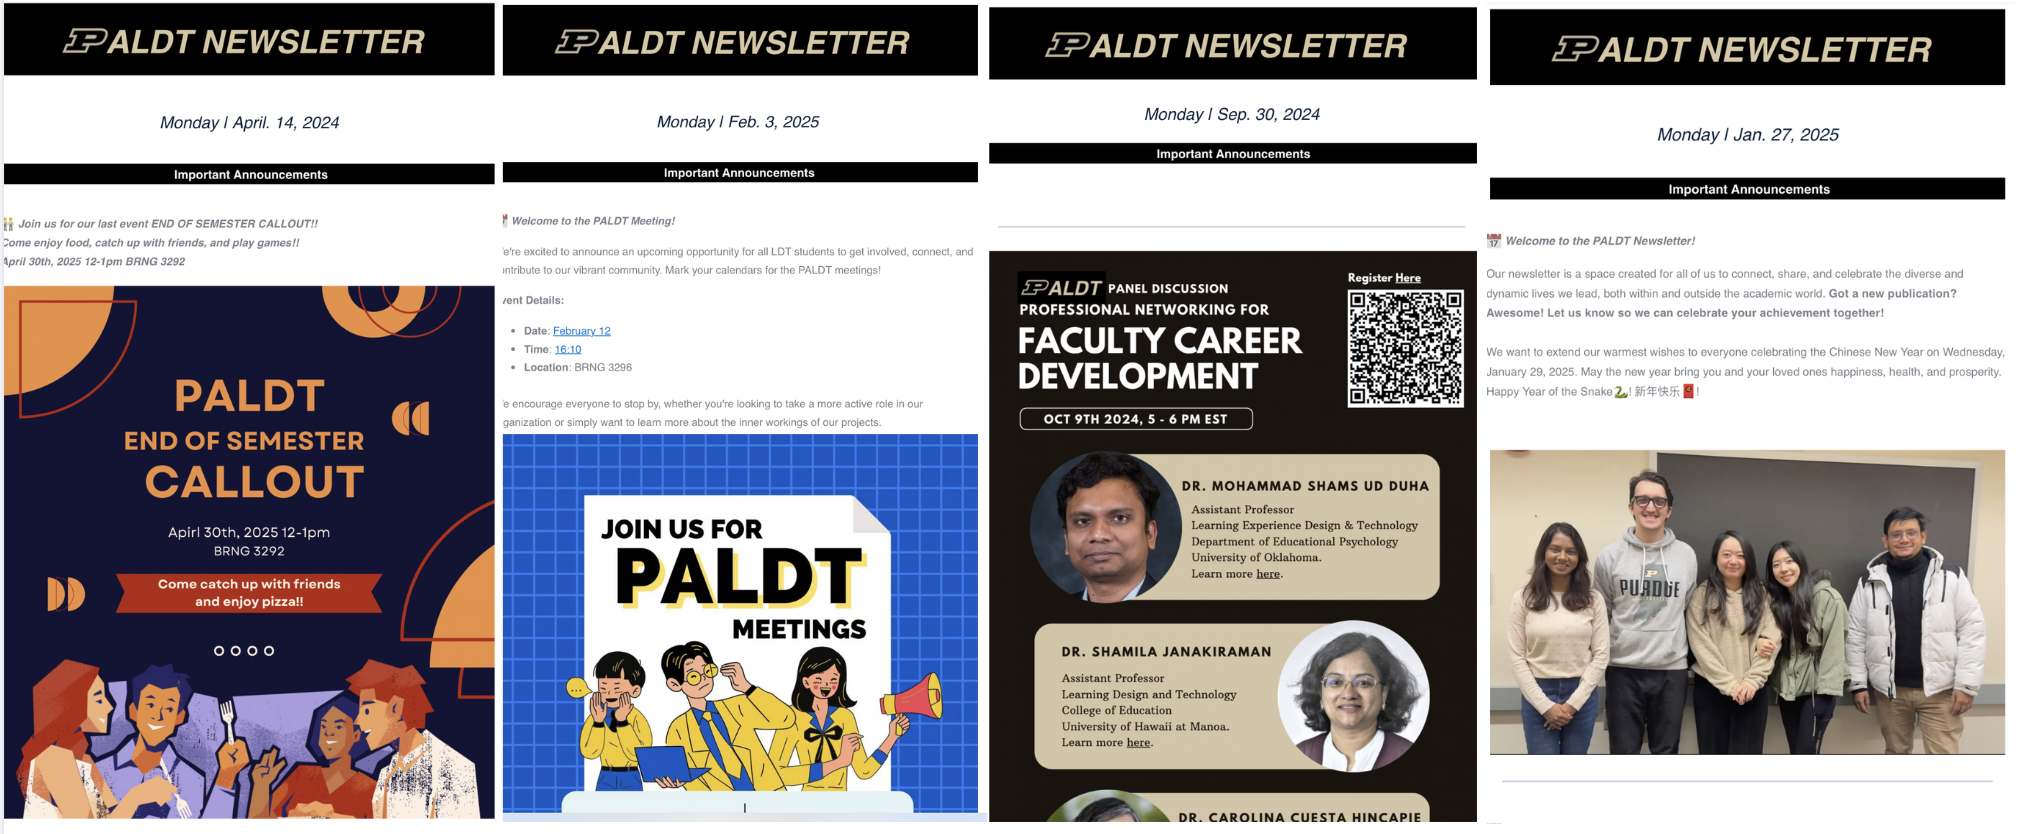 PALDT NEWSLETTER
Monday | April. 14, 2024
Important Announcements
👯 Join us for our last event END OF SEMESTER CALLOUT!!
Come enjoy food, catch up with friends, and play games!!
April 30th, 2025 12-1pm BRNG 3292
PALDT
END OF SEMESTER
CALLOUT
Apirl 30th, 2025 12-1pm
BRNG 3292
Come catch up with friends
and enjoy pizza!!
PALDT NEWSLETTER
Monday | Feb. 3, 2025
Important Announcements
Welcome to the PALDT Meeting!
'e're excited to announce an upcoming opportunity for all LDT students to get involved, connect, and
ontribute to our vibrant community. Mark your calendars for the PALDT meetings!
vent Details:
• Date: February 12
• Time: 16:10
• Location: BRNG 3296
'e encourage everyone to stop by, whether you're looking to take a more active role in our
ganization or simply want to learn more about the inner workings of our projects.
JOIN US FOR
PALDT
MEETINGS
PALDT NEWSLETTER
Monday | Sep. 30, 2024
Important Announcements
PALDT PANEL DISCUSSION
PROFESSIONAL NETWORKING FOR
FACULTY CAREER
DEVELOPMENT
OCT 9TH 2024, 5 - 6 PM EST
Register Here
DR. MOHAMMAD SHAMS UD DUHA
Assistant Professor
Learning Experience Design & Technology
Department of Educational Psychology
University of Oklahoma.
Learn more here.
DR. SHAMILA JANAKIRAMAN
Assistant Professor
Learning Design and Technology
College of Education
University of Hawaii at Manoa.
Learn more here.
DR. CAROLINA CUESTA HINCAPIE
PALDT NEWSLETTER
Monday | Jan. 27, 2025
Important Announcements
📅 Welcome to the PALDT Newsletter!
Our newsletter is a space created for all of us to connect, share, and celebrate the diverse and
dynamic lives we lead, both within and outside the academic world. Got a new publication?
Awesome! Let us know so we can celebrate your achievement together!
We want to extend our warmest wishes to everyone celebrating the Chinese New Year on Wednesday,
January 29, 2025. May the new year bring you and your loved ones happiness, health, and prosperity.
Happy Year of the Snake🐍! 新年快乐🧧!
P
PURDUE